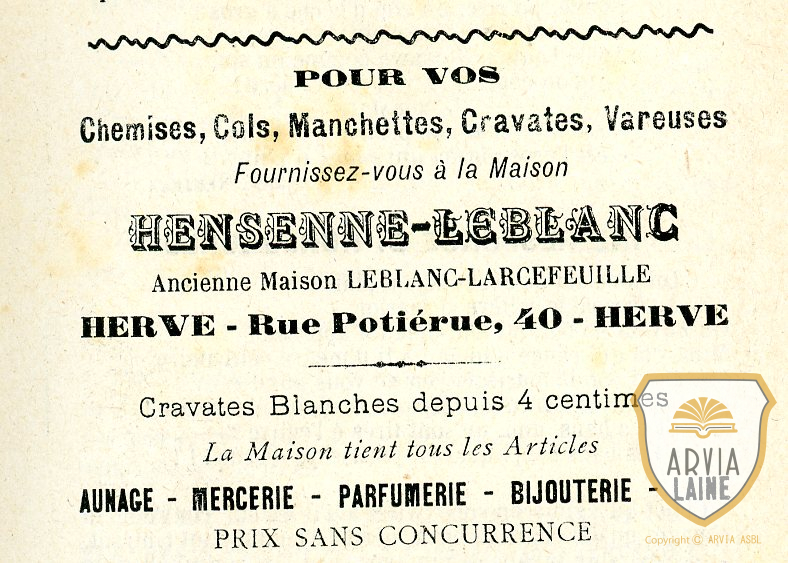 POUR VOS
Chemises, Cols, Manchettes, Cravates, Vareuses
Fournissez-vous à la Maison
HENSENNE-LEBLANC
Ancienne Maison LEBLANC-LARCEFEUILLE
HERVE - Rue Potiérue, 40 - HERVE
Cravates Blanches depuis 4 centimes
La Maison tient tous les Articles
AUNAGE - MERCERIE - PARFUMERIE - BIJOUTERIE -
PRIX SANS CONCURRENCE
ARVIA
LAINE
Copyright © ARVIA ASBL